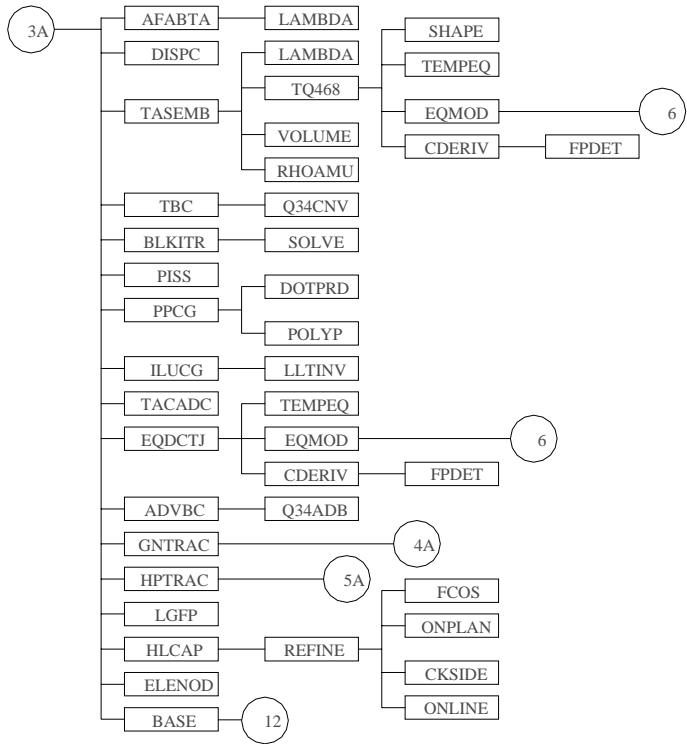 3A
AFABTA LAMBDA
DISPC LAMBDA SHAPE
TEMPEQ
TQ468
TASEMB EQMOD 6
VOLUME CDERIV FPDET
RHOAMU
TBC Q34CNV
BLKITR SOLVE
PISS
DOTPRD
PPCG
POLYP
ILUCG LLTINV
TACADC TEMPEQ
EQDCTJ EQMOD 6
CDERIV FPDET
ADVBC Q34ADB
GNTRAC 4A
HPTRAC 5A
FCOS
LGFP ONPLAN
HLCAP REFINE
CKSIDE
ELENOD
ONLINE
BASE 12